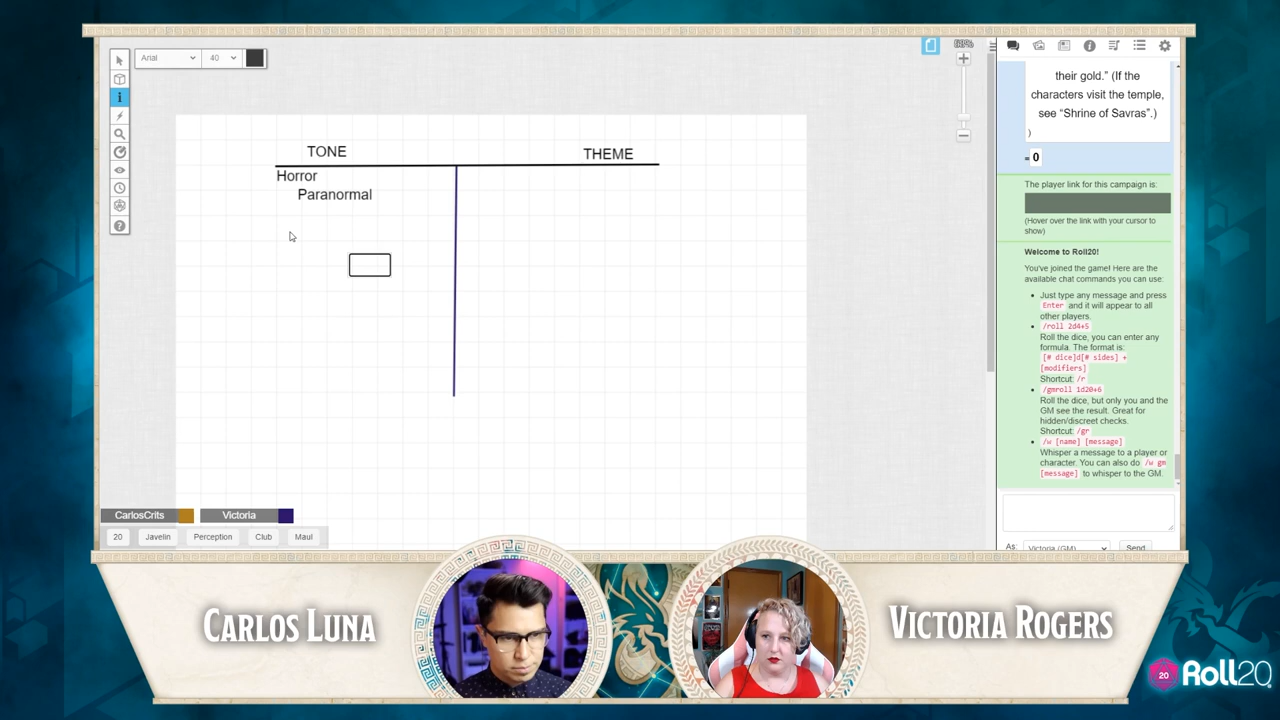 Arial
40
TONE
THEME
Horror
Paranormal
their gold.” (If the
characters visit the temple,
see “Shrine of Savras”.)
)
= 0
The player link for this campaign is:
(Hover over the link with your cursor to
show)
Welcome to Roll20!
You've joined the game! Here are the
available chat commands you can use:
Just type any message and press
Enter and it will appear to all
other players.
/roll 2d4+5
Roll the dice, you can enter any
formula. The format is:
[# dice]d[# sides] +
[modifiers]
Shortcut: /r
/gmroll 1d20+6
Roll the dice, but only you and the
GM see the result. Great for
hidden/discreet checks.
Shortcut: /gr
/w [name] [message]
Whisper a message to a player or
character. You can also do /w gm
[message] to whisper to the GM.
As: Victoria (GM) Send
CarlosCrits Victoria
20 Javelin Perception Club Maul
CARLOS LUNA
VICTORIA ROGERS
20 Roll20